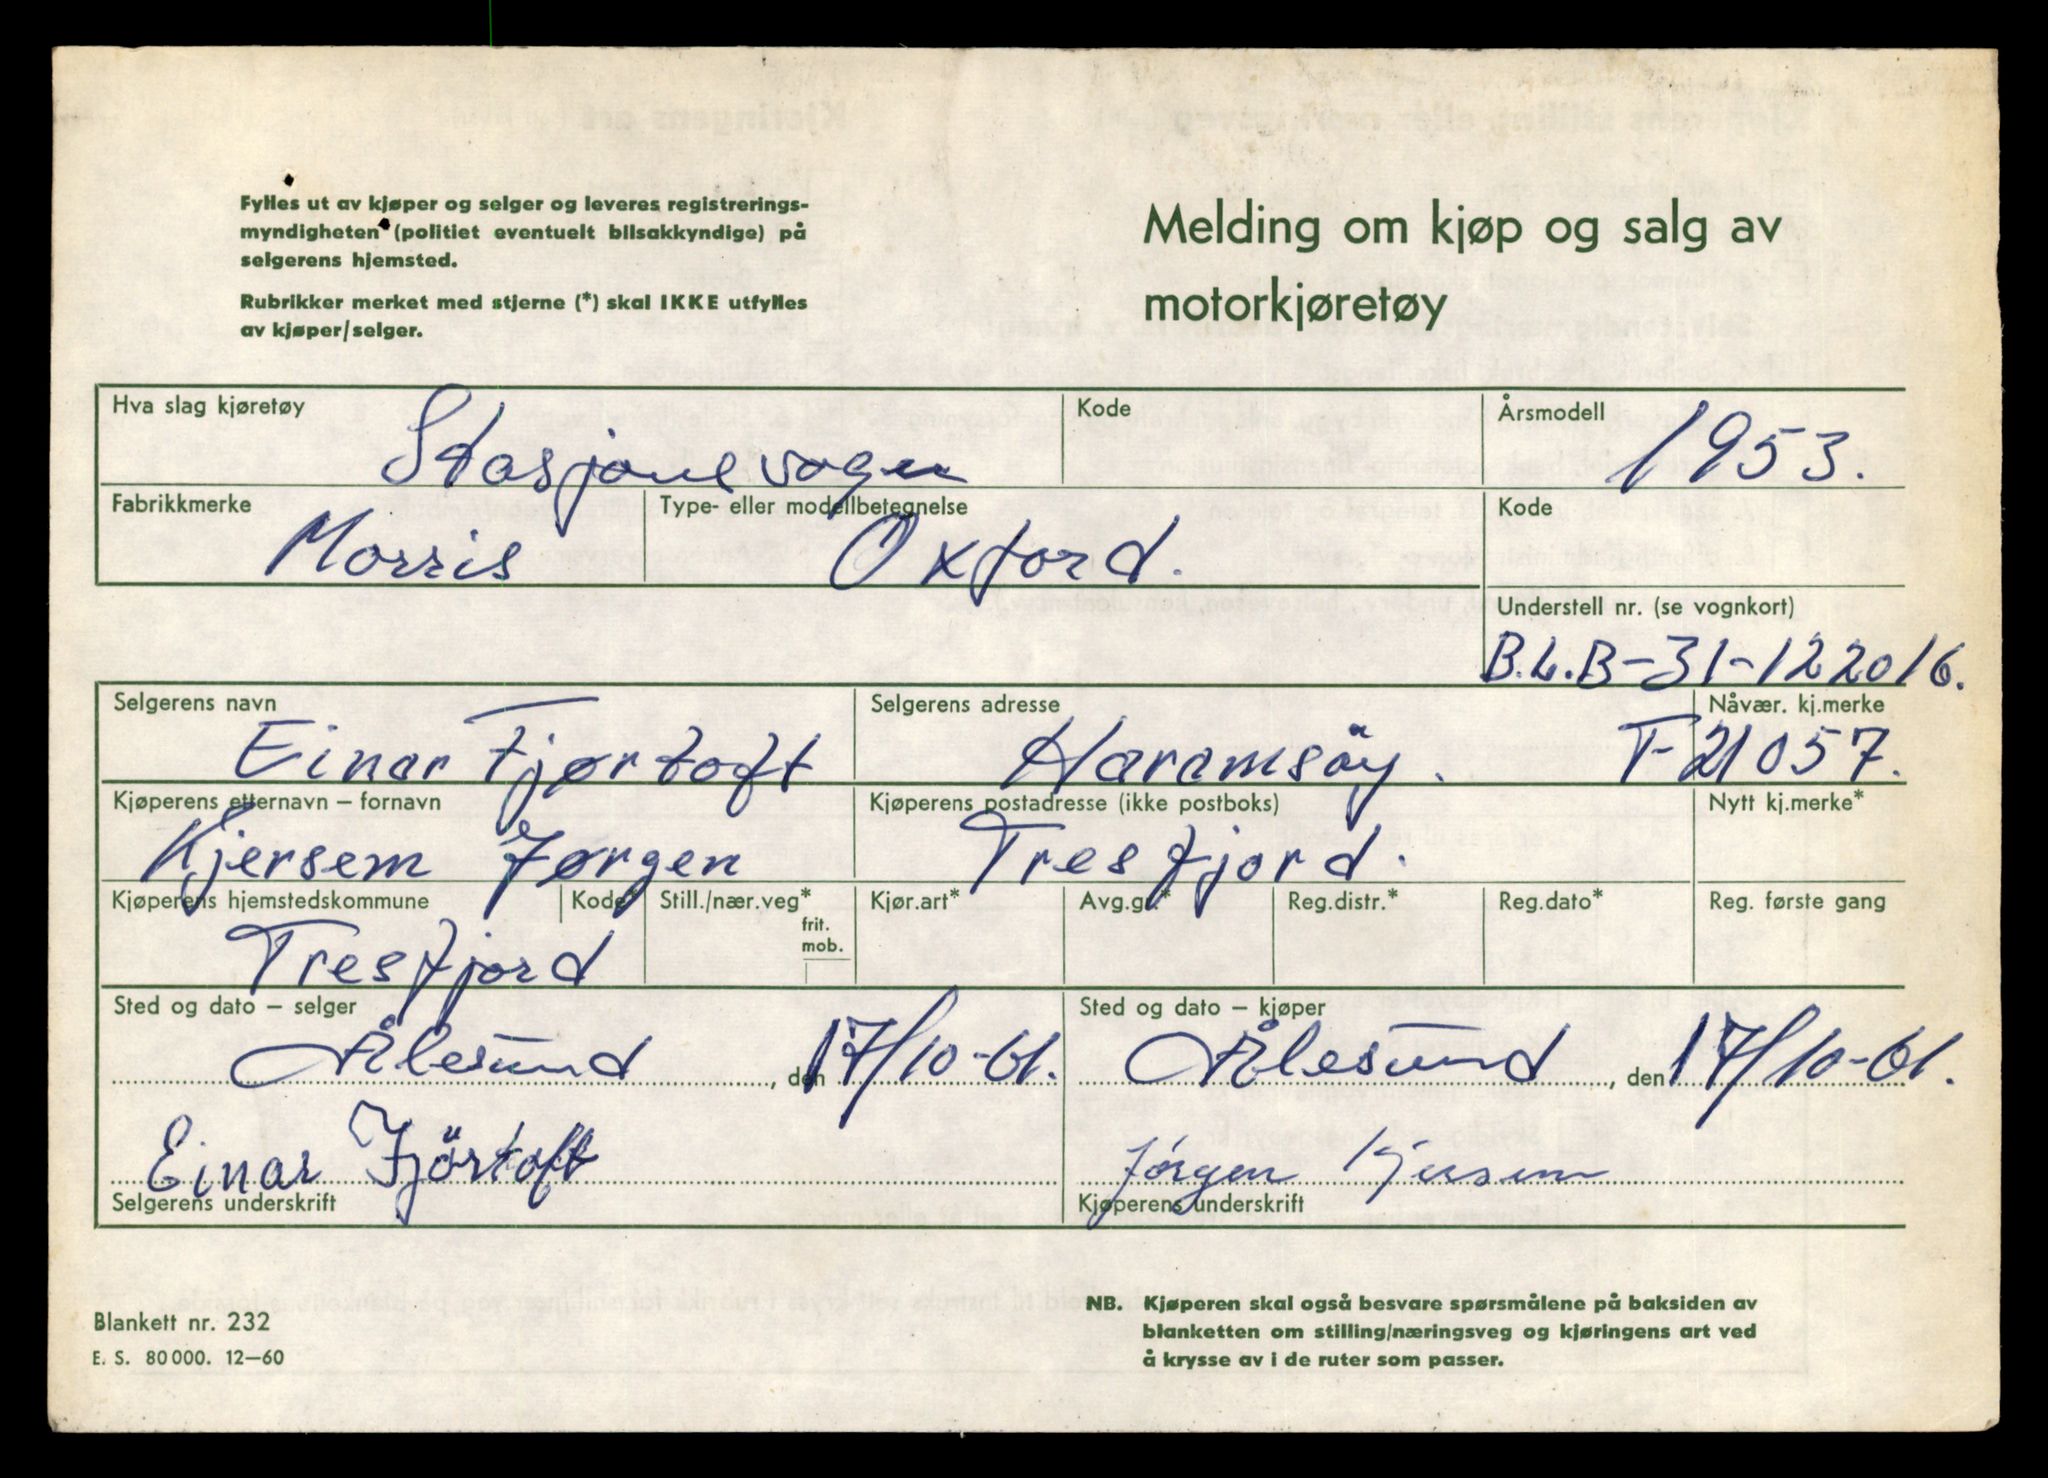 Fylles ut av kjøper og selger og leveres registrerings-
myndigheten (politiet eventuelt bilsakkyndige) på
selgerens hjemsted.
Rubrikker merket med stjerne (*) skal IKKE utfylles
av kjøper/selger.
Melding om kjøp og salg av
motorkjøretøy
Hva slag kjøretøy
Stasjonsvogn
Kode
Årsmodell
1953.
Fabrikkmerke
Morris
Type- eller modellbetegnelse
Oxford.
Kode
Understell nr. (se vognkort)
B.L.B-31-122016.
Selgerens navn
Einar Fjørtoft
Selgerens adresse
Haramsöy.
Nåvær. kj.merke
T-21057.
Kjøperens etternavn – fornavn
Kjersem Jørgen
Kjøperens postadresse (ikke postboks)
Tresfjord.
Nytt kj.merke*
Kjøperens hjemstedskommune
Tresfjord
Kode*
Still./nær.veg*
frit.
mob.
Kjør.art*
Avg.gr.*
Reg.distr.*
Reg.dato*
Reg. første gang
Sted og dato – selger
Ålesund, den 17/10-61.
Sted og dato – kjøper
Ålesund, den 17/10-61.
Einar Fjörtoft
Selgerens underskrift
Jørgen Kjersem
Kjøperens underskrift
Blankett nr. 232
E. S. 80 000. 12–60
NB. Kjøperen skal også besvare spørsmålene på baksiden av
blanketten om stilling/næringsveg og kjøringens art ved
å krysse av i de ruter som passer.